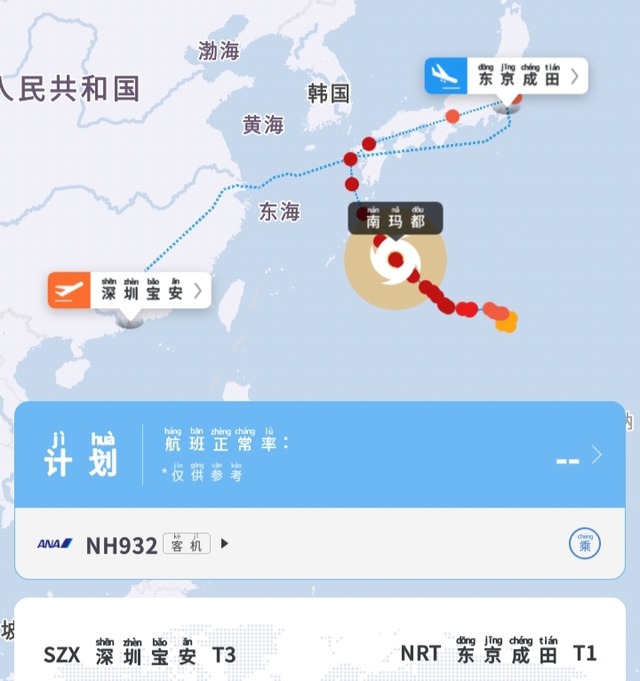 渤海
人民共和国
韩国
dōng jīng chéng tián
东京成田
黄海
东海
nán mǎ dōu
南玛都
shēn zhèn bǎo ān
深圳宝安
jì huà
计划
háng bān zhèng cháng lǜ
航班正常率：
jǐn gōng cān kǎo
*仅供参考
--
ANA NH932
kè jī
客机
chéng
乘
shēn zhèn bǎo ān
SZX 深圳宝安 T3
dōng jīng chéng tián
NRT 东京成田 T1